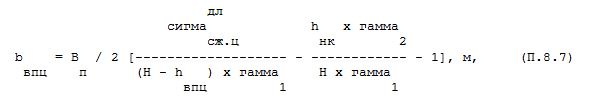 дл
сигма h х гамма
сж.ц нк 2
b = B / 2 [-------------------- - ------------ - 1], м, (П.8.7)
впц п (Н - h ) х гамма Н х гамма
впц 1 1